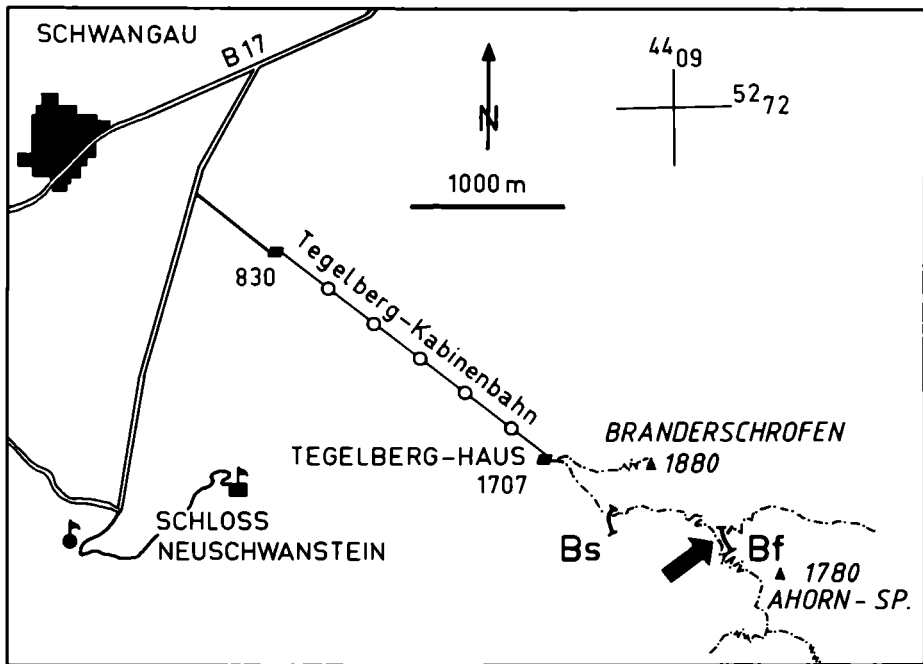 SCHWANGAU
B17
N
1000 m
44 09
52 72
830
Tegelberg-Kabinenbahn
TEGELBERG-HAUS
1707
BRANDERSCHROFEN
1880
SCHLOSS
NEUSCHWANSTEIN
Bs
Bf
1780
AHORN-SP.